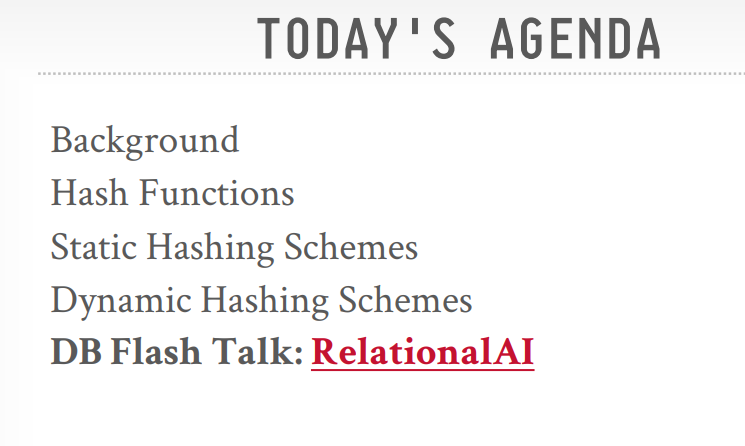 TODAY'S AGENDA
Background
Hash Functions
Static Hashing Schemes
Dynamic Hashing Schemes
DB Flash Talk: RelationalAI